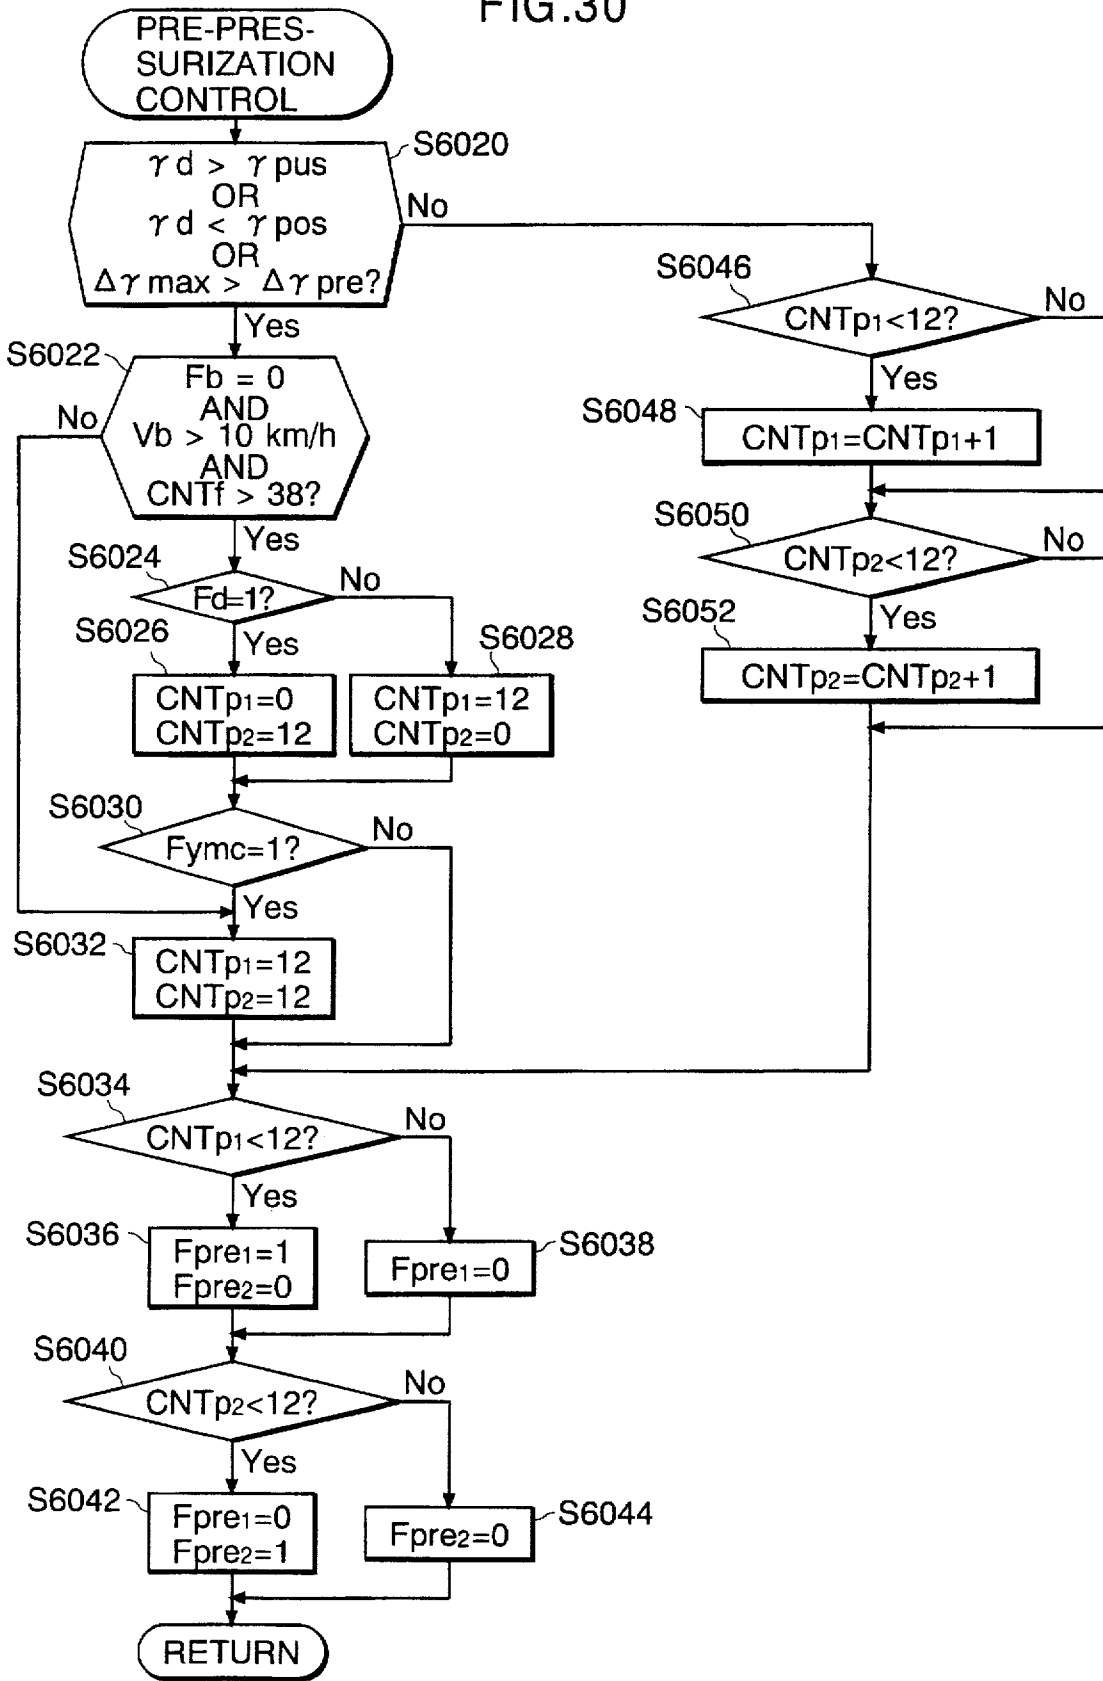 FIG.30
PRE-PRES-
SURIZATION
CONTROL
S6020
γd > γpus
OR
γd < γpos
OR
Δγmax > Δγpre?
No
Yes
S6022
Fb = 0
AND
Vb > 10 km/h
AND
CNTf > 38?
No
Yes
S6024
Fd=1?
No
Yes
S6026
CNTp1=0
CNTp2=12
S6028
CNTp1=12
CNTp2=0
S6030
Fymc=1?
No
Yes
S6032
CNTp1=12
CNTp2=12
S6046
CNTp1<12?
No
Yes
S6048
CNTp1=CNTp1+1
S6050
CNTp2<12?
No
Yes
S6052
CNTp2=CNTp2+1
S6034
CNTp1<12?
No
Yes
S6036
Fpre1=1
Fpre2=0
S6038
Fpre1=0
S6040
CNTp2<12?
No
Yes
S6042
Fpre1=0
Fpre2=1
S6044
Fpre2=0
RETURN